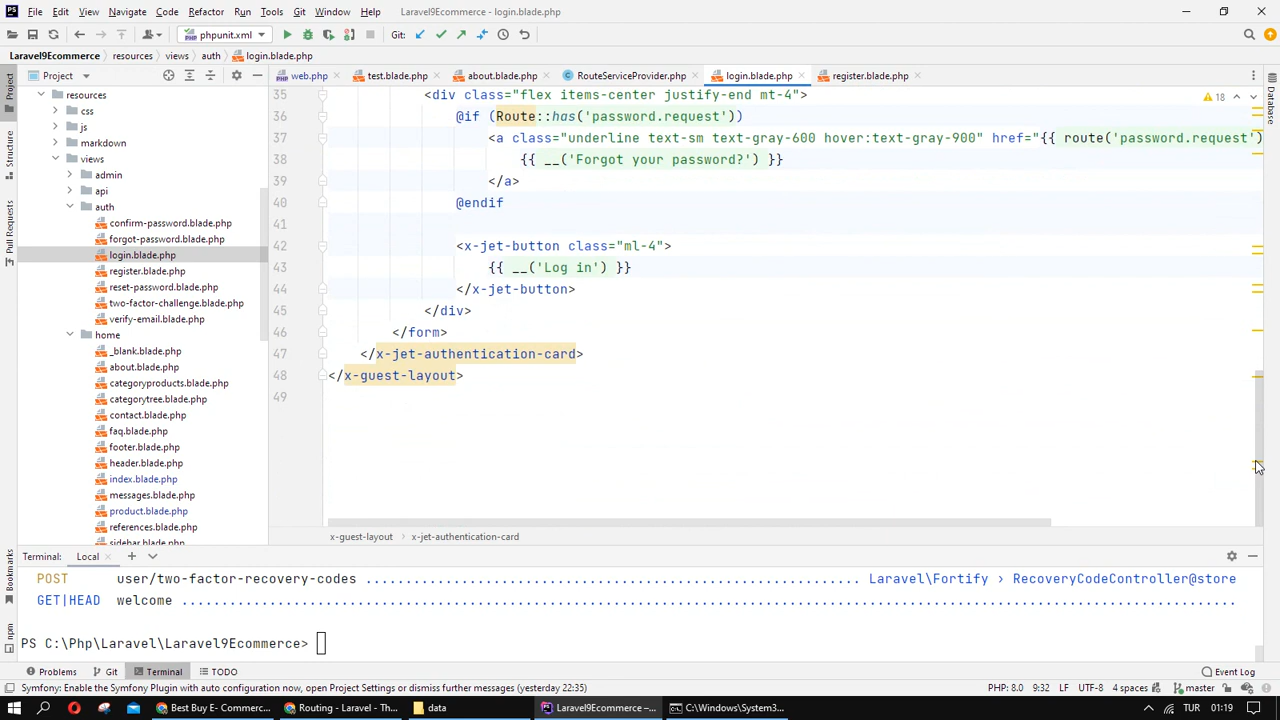 File Edit View Navigate Code Refactor Run Tools Git Window Help Laravel9Ecommerce - login.blade.php
phpunit.xml Git:
Laravel9Ecommerce resources views auth login.blade.php
Project web.php test.blade.php about.blade.php RouteServiceProvider.php login.blade.php register.blade.php
Project
Structure
Pull Requests
Bookmarks
npm
Database
resources
css
js
markdown
views
admin
api
auth
confirm-password.blade.php
forgot-password.blade.php
login.blade.php
register.blade.php
reset-password.blade.php
two-factor-challenge.blade.php
verify-email.blade.php
home
_blank.blade.php
about.blade.php
categoryproducts.blade.php
categorytree.blade.php
contact.blade.php
faq.blade.php
footer.blade.php
header.blade.php
index.blade.php
messages.blade.php
product.blade.php
references.blade.php
sidebar.blade.php
18
35 <div class="flex items-center justify-end mt-4">
36 @if (Route::has('password.request'))
37 <a class="underline text-sm text-gray-600 hover:text-gray-900" href="{{ route('password.request')
38 {{ __('Forgot your password?') }}
39 </a>
40 @endif
41
42 <x-jet-button class="ml-4">
43 {{ __('Log in') }}
44 </x-jet-button>
45 </div>
46 </form>
47 </x-jet-authentication-card>
48 </x-guest-layout>
49
x-guest-layout x-jet-authentication-card
Terminal: Local
POST user/two-factor-recovery-codes .............................................................. Laravel\Fortify › RecoveryCodeController@store
GET|HEAD welcome ....................................................................................................................................
PS C:\Php\Laravel\Laravel9Ecommerce>
Problems Git Terminal TODO Event Log
Symfony: Enable the Symfony Plugin with auto configuration now, open Project Settings or dismiss further messages (yesterday 22:35) PHP: 8.0 9:32 LF UTF-8 4 spaces master
Best Buy E- Commerc... Routing - Laravel - Th... data Laravel9Ecommerce –... C:\Windows\System3... TUR 01:19